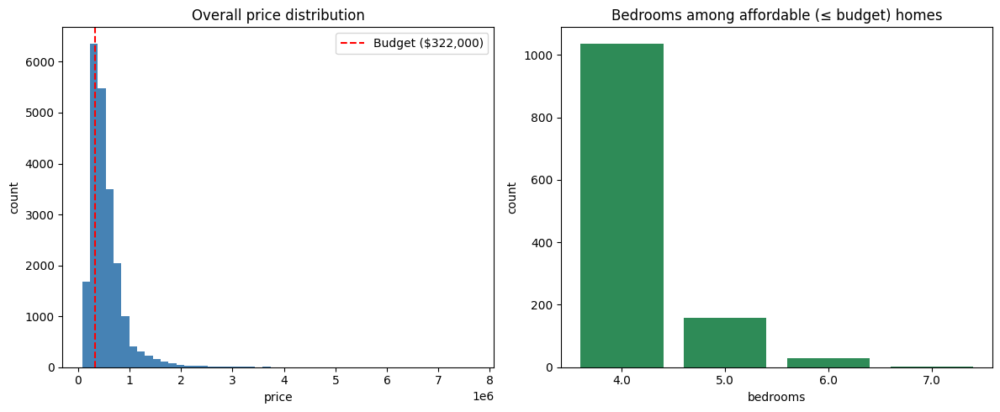 Overall price distribution
Budget ($322,000)
6000
5000
4000
3000
2000
1000
0
count
0 1 2 3 4 5 6 7 8
1e6
price
Bedrooms among affordable (≤ budget) homes
1000
800
600
400
200
0
count
4.0 5.0 6.0 7.0
bedrooms